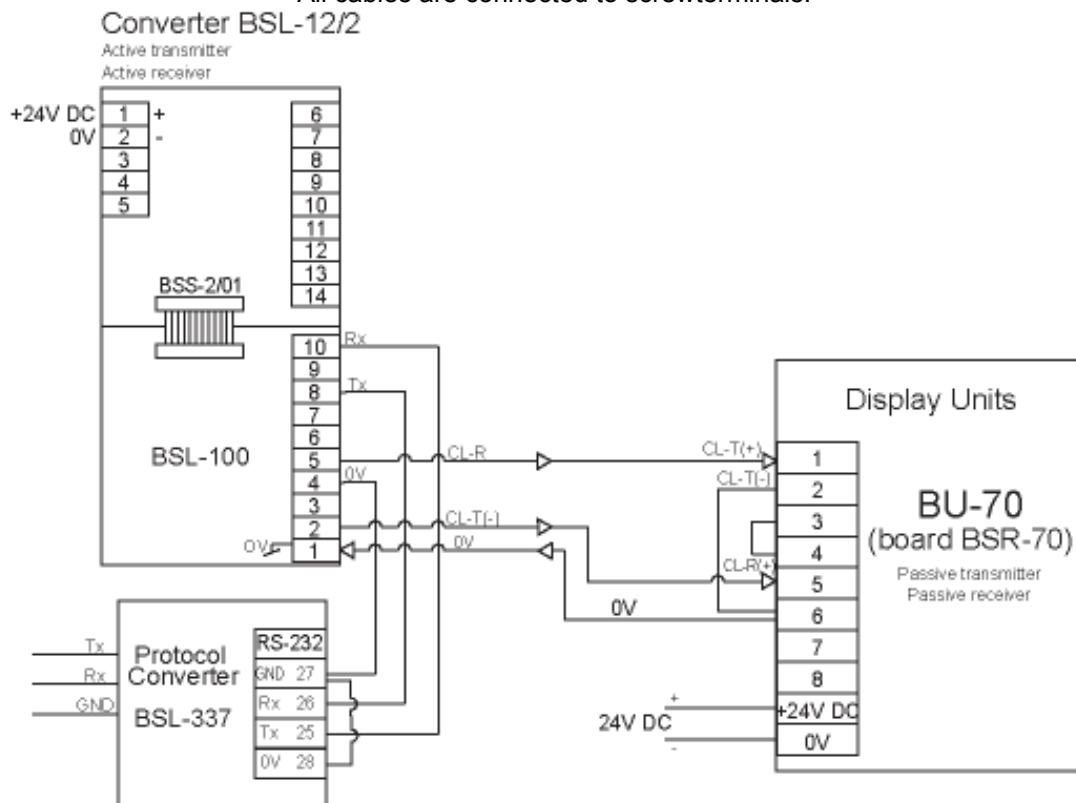 All cables are connected to screwterminals.
Converter BSL-12/2
Active transmitter
Active receiver
+24V DC 1 +
0V 2 -
3
4
5
6
7
8
9
10
11
12
13
14
BSS-2/01
BSL-100
10 Rx
9
8 Tx
7
6
5 CL-R
4 0V
3
2 CL-T(-)
0V 1 0V
Display Units
BU-70
(board BSR-70)
Passive transmitter
Passive receiver
CL-T(+) 1
CL-T(-) 2
3
4
CL-R(+) 5
0V 6
7
8
24V DC + -
+24V DC
0V
Tx
Rx
GND
Protocol
Converter
BSL-337
RS-232
GND 27
Rx 26
Tx 25
0V 28